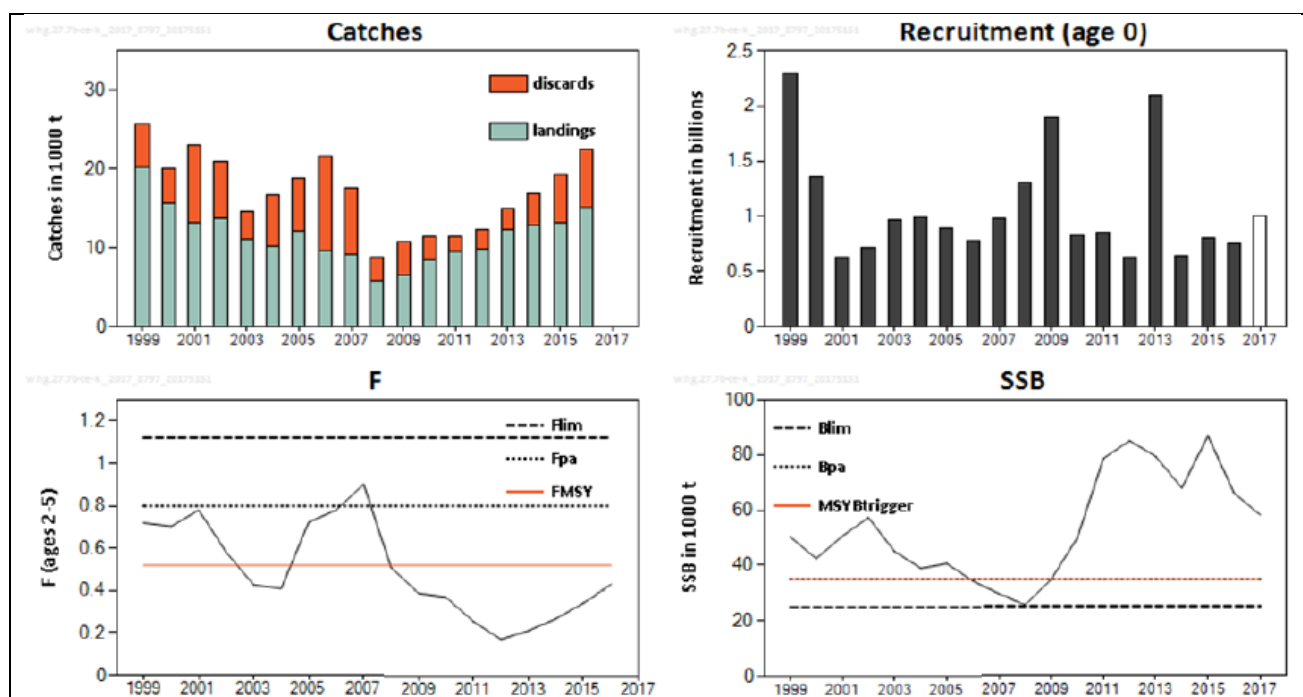 Catches
discards
landings
Catches in 1000 t
30
20
10
0
1999 2001 2003 2005 2007 2009 2011 2013 2015 2017
Recruitment (age 0)
Recruitment in billions
2.5
2
1.5
1
0.5
0
1999 2001 2003 2005 2007 2009 2011 2013 2015 2017
F
Flim
Fpa
FMSY
F (ages 2-5)
1.2
1
0.8
0.6
0.4
0.2
0
1999 2001 2003 2005 2007 2009 2011 2013 2015 2017
SSB
Blim
Bpa
MSY Btrigger
SSB in 1000 t
100
80
60
40
20
0
1999 2001 2003 2005 2007 2009 2011 2013 2015 2017